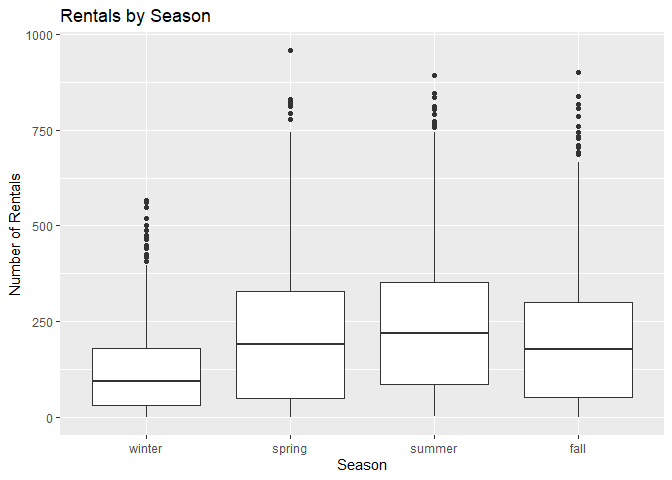 Rentals by Season
1000
750
500
250
0
Number of Rentals
winter spring summer fall
Season